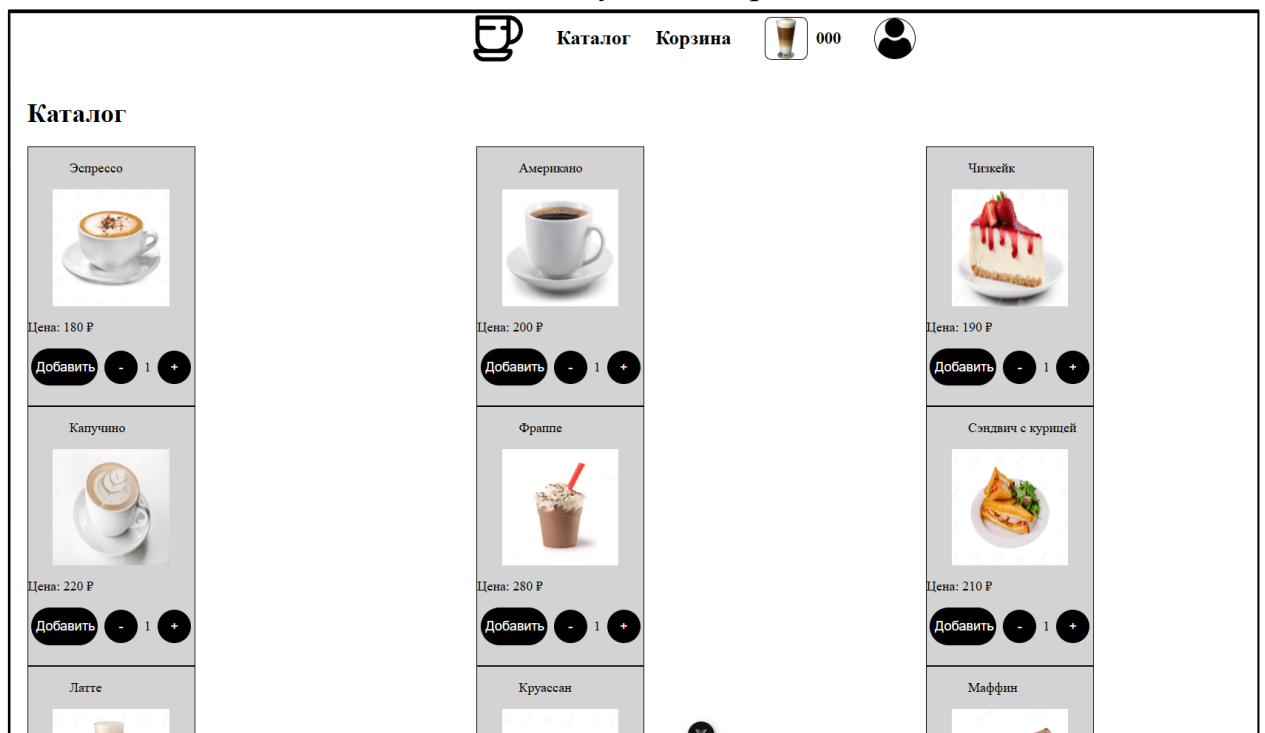 Каталог Корзина 000
Каталог
Эспрессо
Американо
Чизкейк
Цена: 180 ₽
Цена: 200 ₽
Цена: 190 ₽
Добавить - 1 +
Добавить - 1 +
Добавить - 1 +
Капучино
Фраппе
Сэндвич с курицей
Цена: 220 ₽
Цена: 280 ₽
Цена: 210 ₽
Добавить - 1 +
Добавить - 1 +
Добавить - 1 +
Латте
Круассан
Маффин